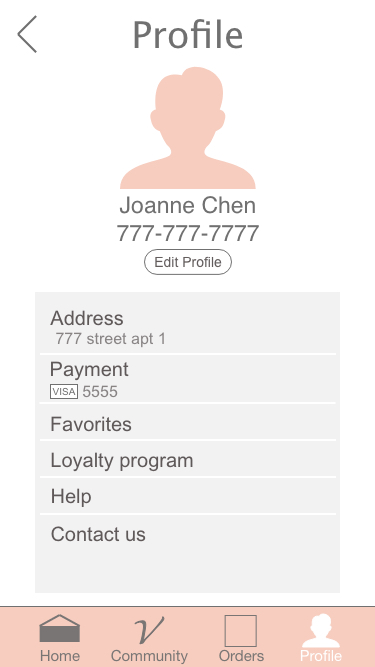 Profile
Joanne Chen
777-777-7777
Edit Profile
Address
777 street apt 1
Payment
VISA 5555
Favorites
Loyalty program
Help
Contact us
Home Community Orders Profile